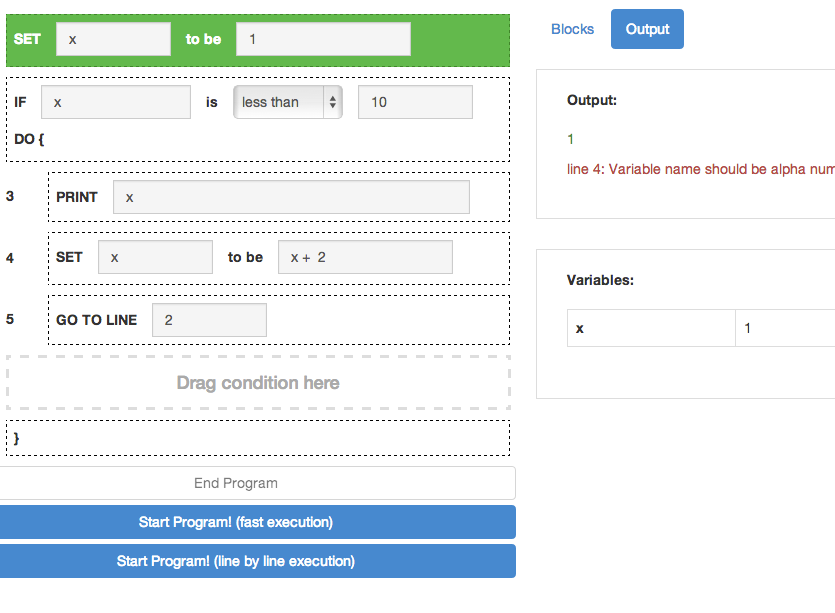 SET x to be 1
IF x is less than 10
DO {
3 PRINT x
4 SET x to be x + 2
5 GO TO LINE 2
Drag condition here
}
End Program
Start Program! (fast execution)
Start Program! (line by line execution)
Blocks Output
Output:
1
line 4: Variable name should be alpha
Variables:
x 1